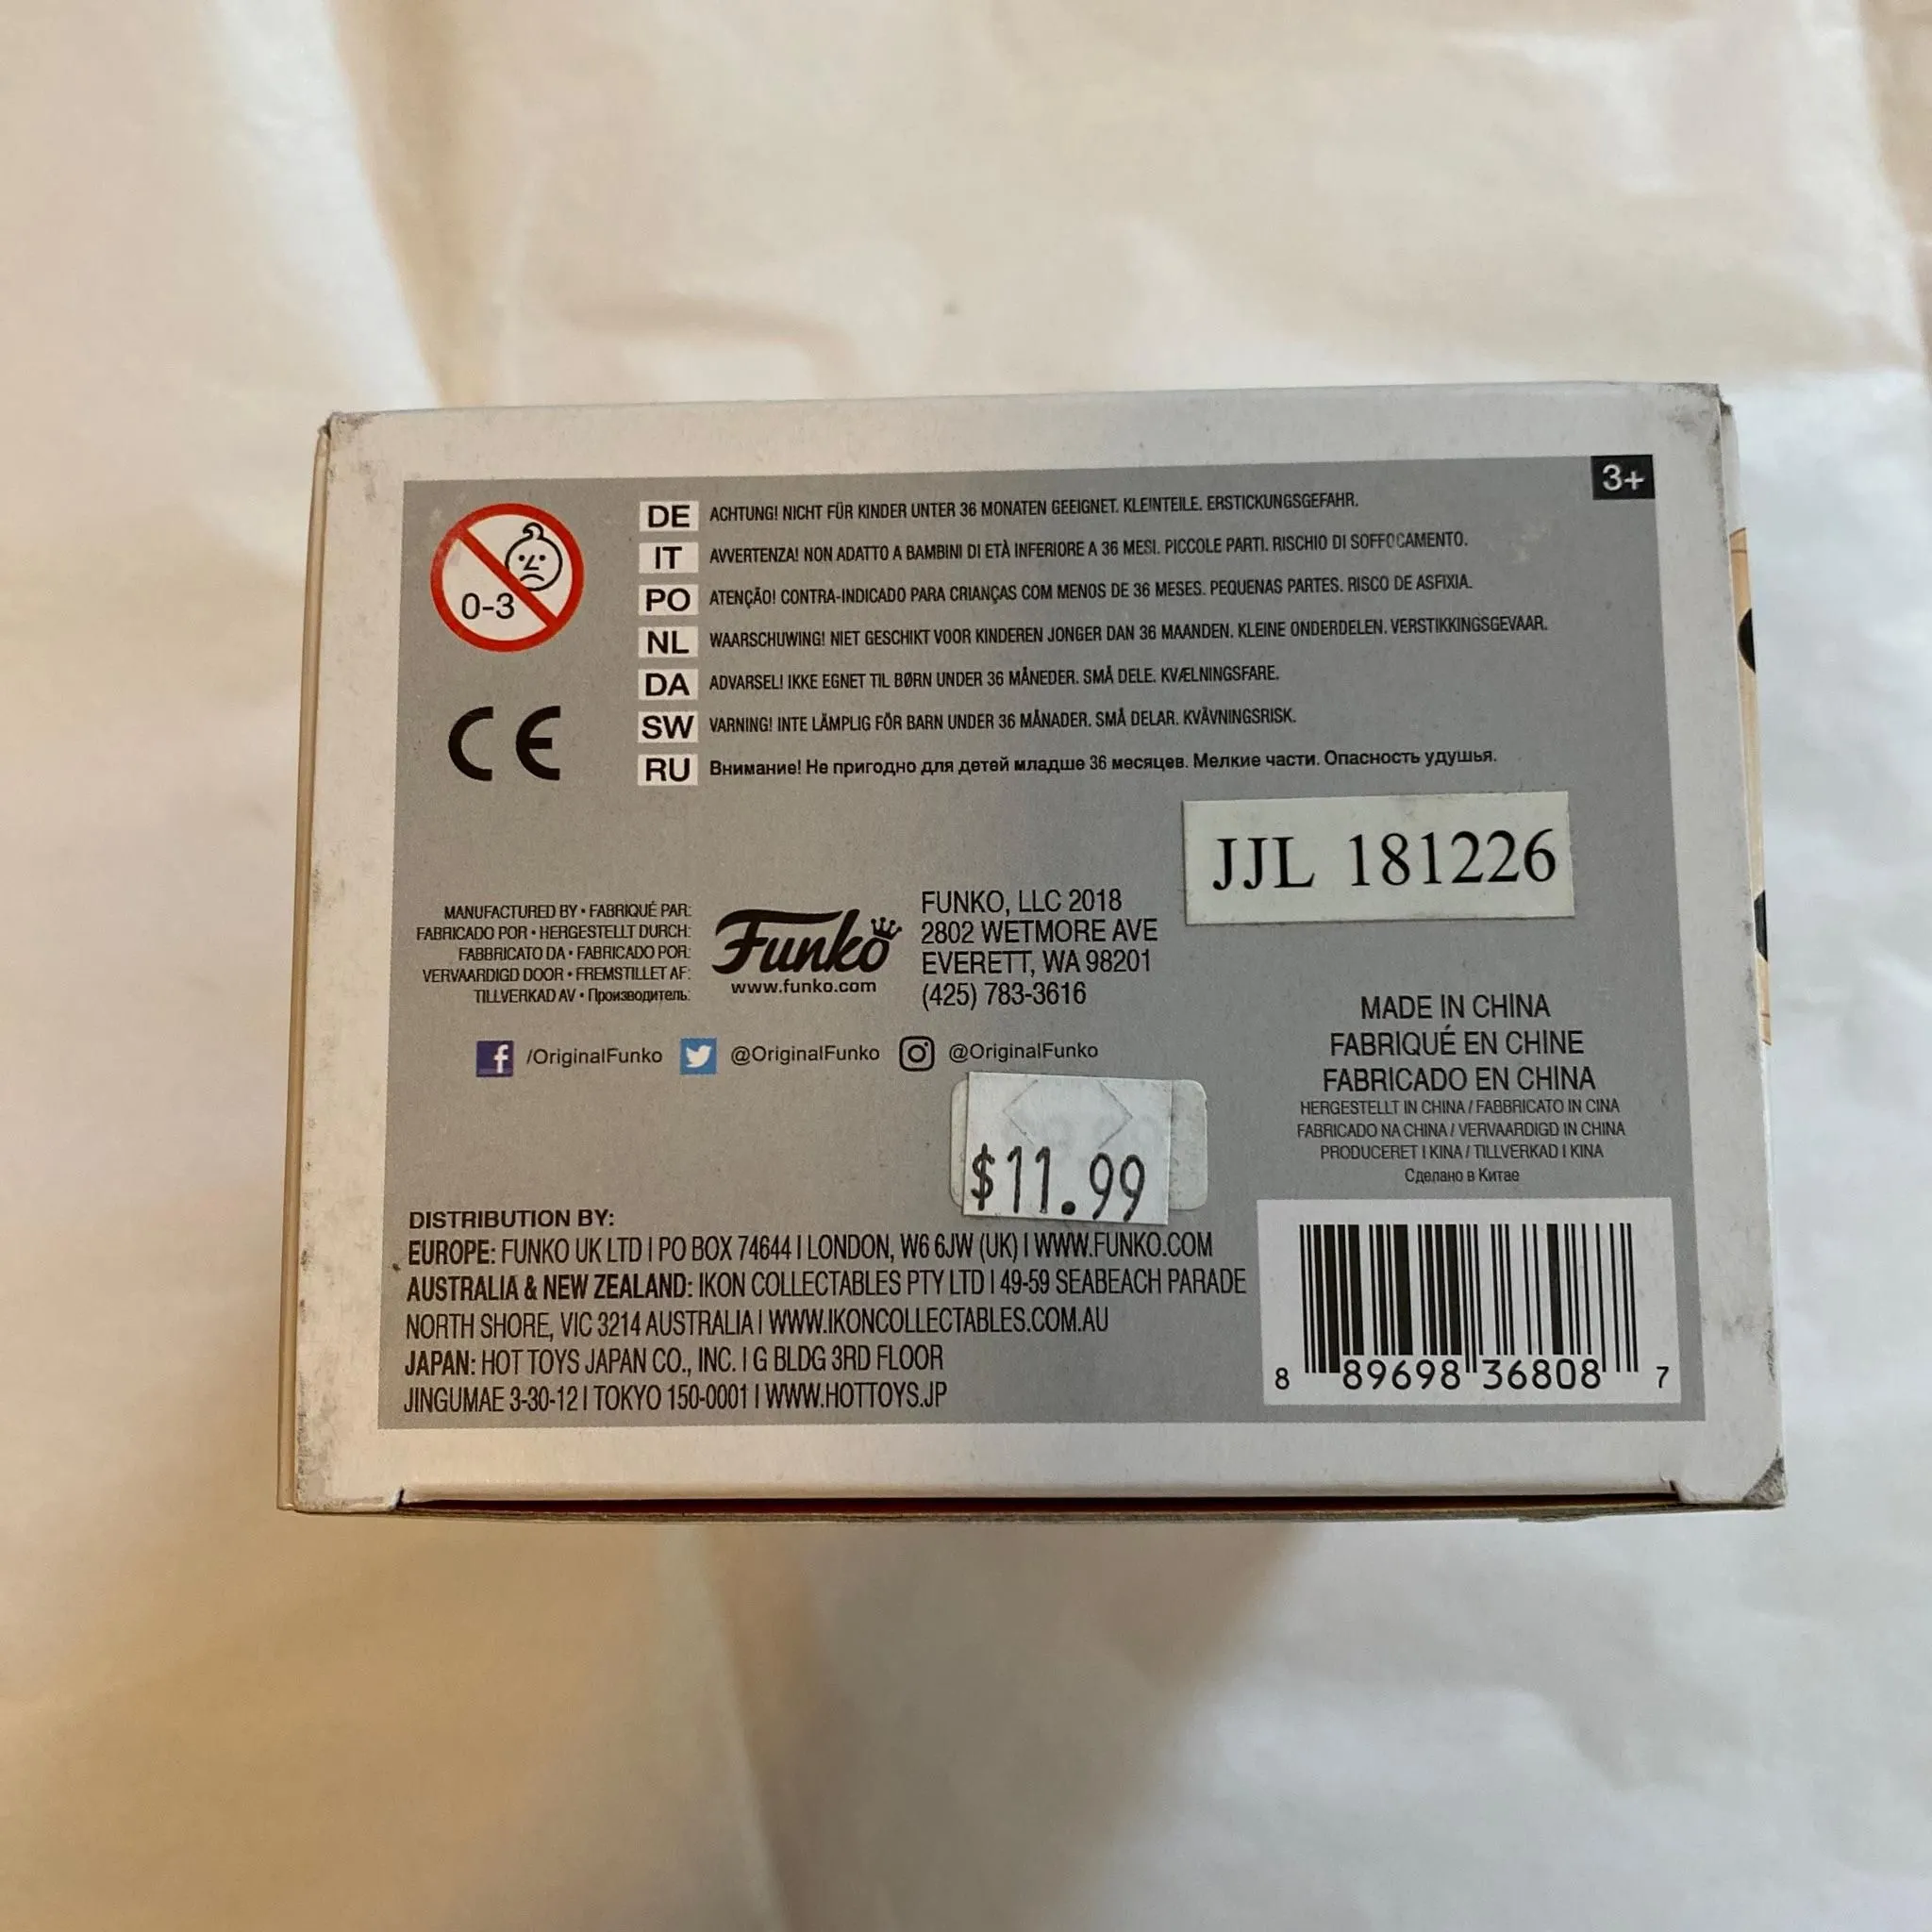 3+
0-3
DE ACHTUNG! NICHT FÜR KINDER UNTER 36 MONATEN GEEIGNET. KLEINTEILE. ERSTICKUNGSGEFAHR.
IT AVVERTENZA! NON ADATTO A BAMBINI DI ETÀ INFERIORE A 36 MESI. PICCOLE PARTI. RISCHIO DI SOFFOCAMENTO.
PO ATENÇÃO! CONTRA-INDICADO PARA CRIANÇAS COM MENOS DE 36 MESES. PEQUENAS PARTES. RISCO DE ASFIXIA.
NL WAARSCHUWING! NIET GESCHIKT VOOR KINDEREN JONGER DAN 36 MAANDEN. KLEINE ONDERDELEN. VERSTIKKINGSGEVAAR.
DA ADVARSEL! IKKE EGNET TIL BØRN UNDER 36 MÅNEDER. SMÅ DELE. KVÆLNINGSFARE.
SW VARNING! INTE LÄMPLIG FÖR BARN UNDER 36 MÅNADER. SMÅ DELAR. KVÄVNINGSRISK.
RU Внимание! Не пригодно для детей младше 36 месяцев. Мелкие части. Опасность удушья.
CE
JJL 181226
MANUFACTURED BY • FABRIQUÉ PAR:
FABRICADO POR • HERGESTELLT DURCH:
FABBRICATO DA • FABRICADO POR:
VERVAARDIGD DOOR • FREMSTILLET AF:
TILLVERKAD AV • Производитель:
Funko
www.funko.com
FUNKO, LLC 2018
2802 WETMORE AVE
EVERETT, WA 98201
(425) 783-3616
/OriginalFunko @OriginalFunko @OriginalFunko
MADE IN CHINA
FABRIQUÉ EN CHINE
FABRICADO EN CHINA
HERGESTELLT IN CHINA / FABBRICATO IN CINA
FABRICADO NA CHINA / VERVAARDIGD IN CHINA
PRODUCERET I KINA / TILLVERKAD I KINA
Сделано в Китае
$11.99
DISTRIBUTION BY:
EUROPE: FUNKO UK LTD | PO BOX 74644 | LONDON, W6 6JW (UK) | WWW.FUNKO.COM
AUSTRALIA & NEW ZEALAND: IKON COLLECTABLES PTY LTD | 49-59 SEABEACH PARADE
NORTH SHORE, VIC 3214 AUSTRALIA | WWW.IKONCOLLECTABLES.COM.AU
JAPAN: HOT TOYS JAPAN CO., INC. | G BLDG 3RD FLOOR
JINGUMAE 3-30-12 | TOKYO 150-0001 | WWW.HOTTOYS.JP
8 89698 36808 7